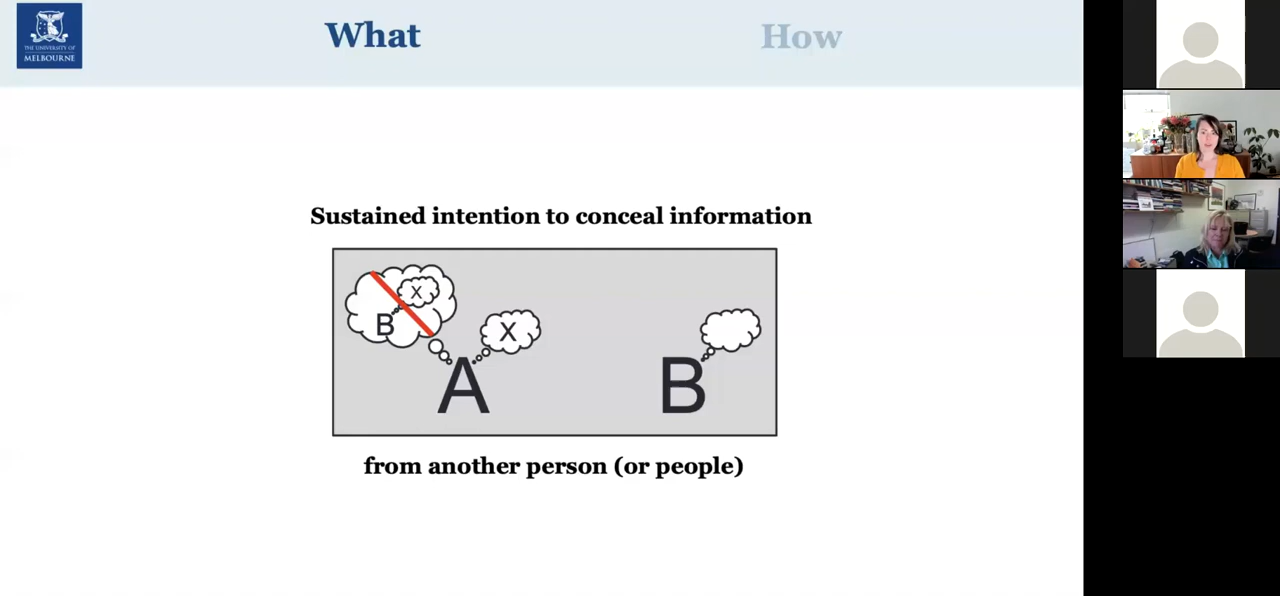 THE UNIVERSITY OF
MELBOURNE
What
How
Sustained intention to conceal information
X
B
X
A
B
from another person (or people)